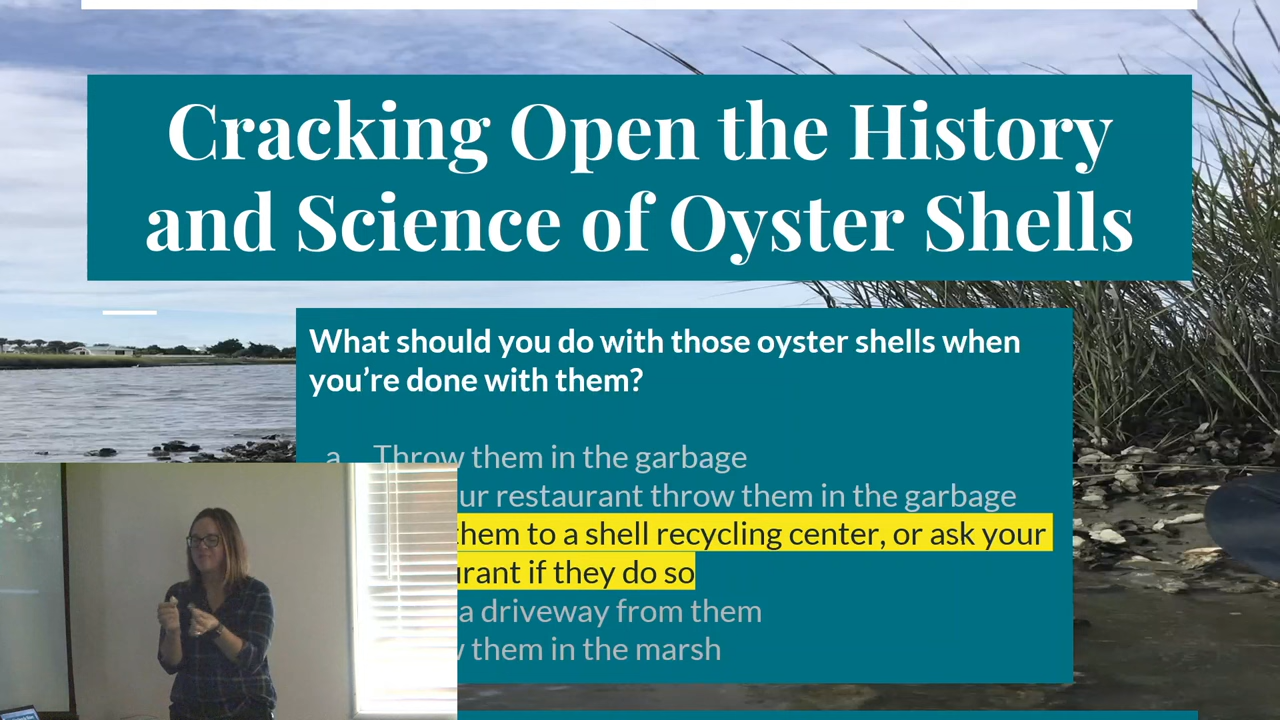 Cracking Open the History
and Science of Oyster Shells
What should you do with those oyster shells when
you're done with them?
a. Throw them in the garbage
ur restaurant throw them in the garbage
them to a shell recycling center, or ask your
urant if they do so
a driveway from them
them in the marsh